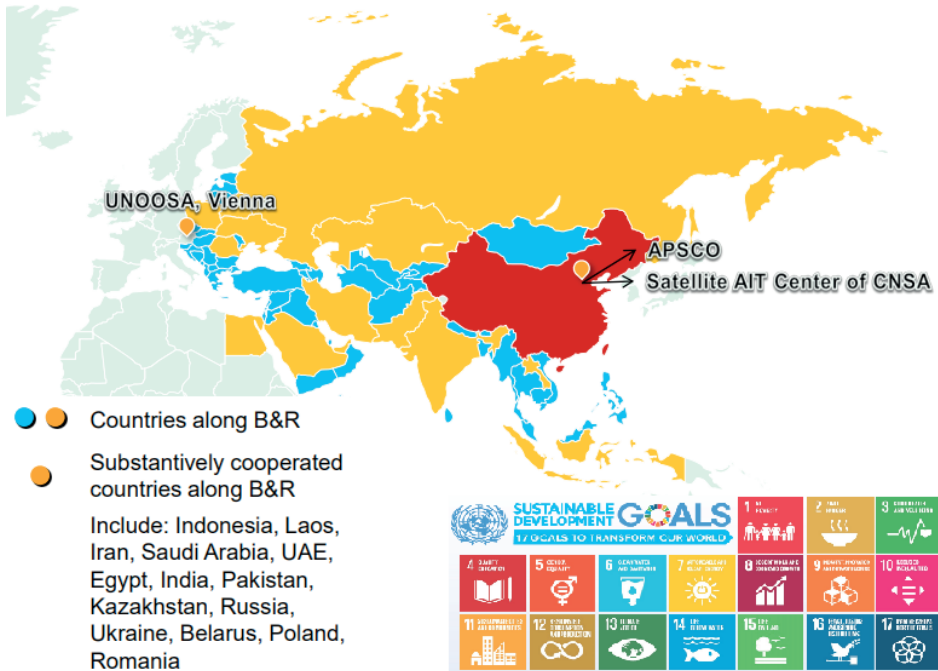 UNOOSA, Vienna
APSCO
Satellite AIT Center of CNSA
Countries along B&R
Substantively cooperated
countries along B&R
Include: Indonesia, Laos,
Iran, Saudi Arabia, UAE,
Egypt, India, Pakistan,
Kazakhstan, Russia,
Ukraine, Belarus, Poland,
Romania
SUSTAINABLE
DEVELOPMENT
GOALS
17 GOALS TO TRANSFORM OUR WORLD
1
2
3
4
5
6
7
8
9
10
11
12
13
14
15
16
17